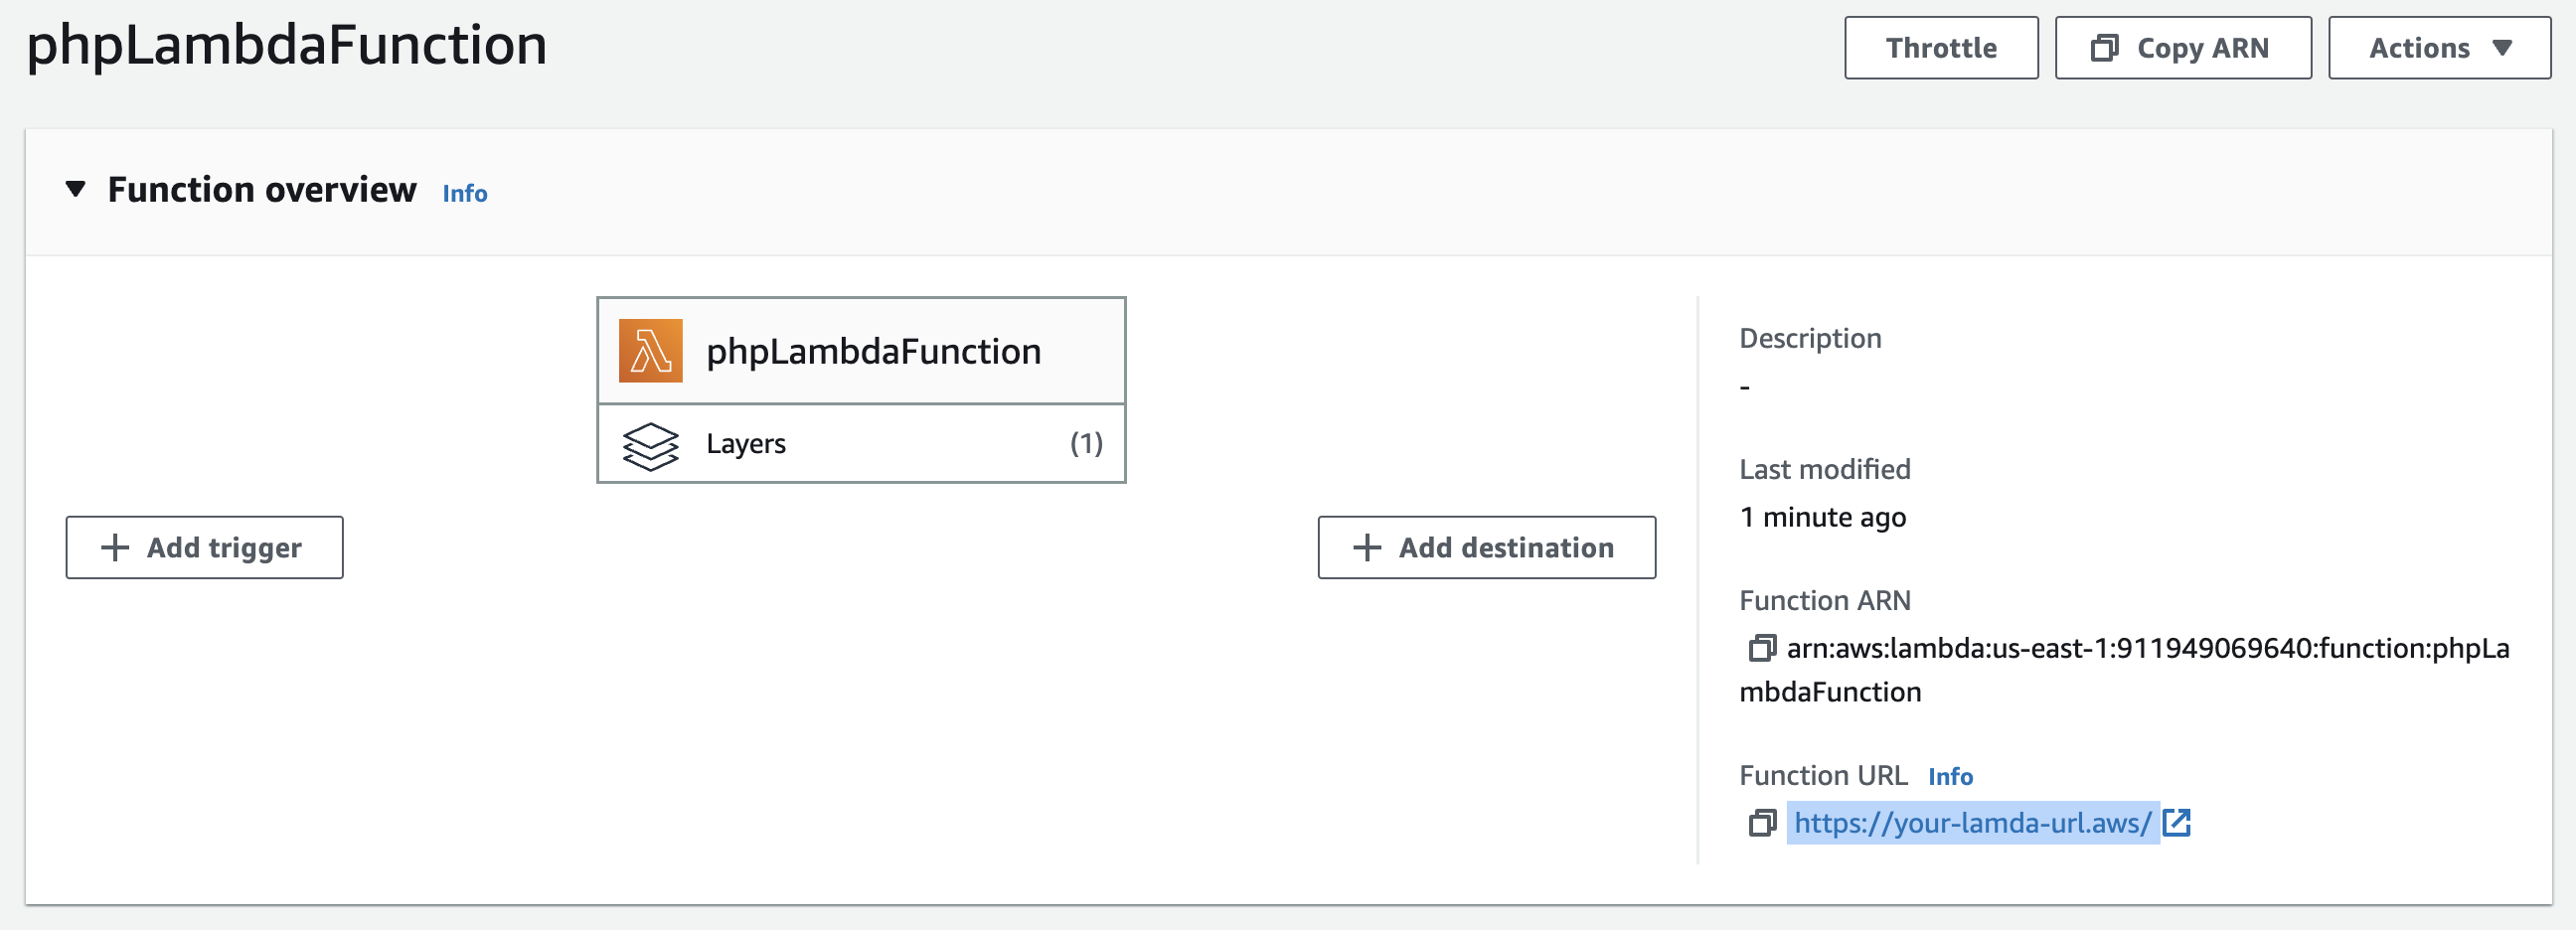 phpLambdaFunction
Throttle
Copy ARN
Actions
Function overview Info
phpLambdaFunction
Layers (1)
+ Add trigger
+ Add destination
Description
-
Last modified
1 minute ago
Function ARN
arn:aws:lambda:us-east-1:911949069640:function:phpLa
mbdaFunction
Function URL Info
https://your-lamda-url.aws/